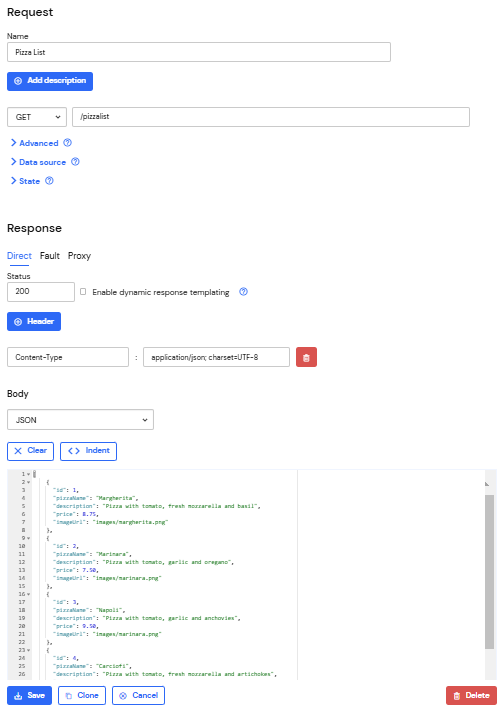 Request
Name
Pizza List
Add description
GET /pizzalist
Advanced
Data source
State
Response
Direct Fault Proxy
Status
200 Enable dynamic response templating
Header
Content-Type : application/json; charset=UTF-8
Body
JSON
Clear Indent
1 [
2 {
3 "id": 1,
4 "pizzaName": "Margherita",
5 "description": "Pizza with tomato, fresh mozzarella and basil",
6 "price": 8.75,
7 "imageUrl": "images/margherita.png"
8 },
9 {
10 "id": 2,
11 "pizzaName": "Marinara",
12 "description": "Pizza with tomato, garlic and oregano",
13 "price": 7.50,
14 "imageUrl": "images/marinara.png"
15 },
16 {
17 "id": 3,
18 "pizzaName": "Napoli",
19 "description": "Pizza with tomato, garlic and anchovies",
20 "price": 9.50,
21 "imageUrl": "images/marinara.png"
22 },
23 {
24 "id": 4,
25 "pizzaName": "Carciofi",
26 "description": "Pizza with tomato, fresh mozzarella and artichokes",
Save Clone Cancel Delete